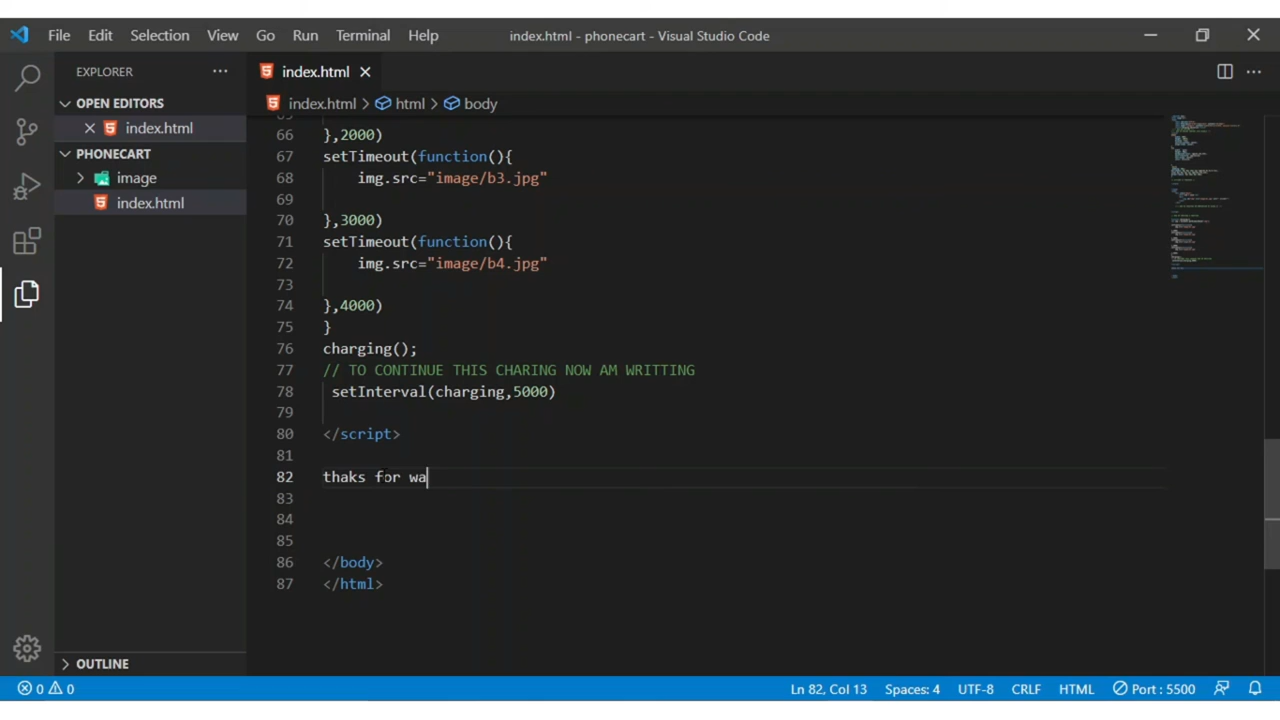 File Edit Selection View Go Run Terminal Help index.html - phonecart - Visual Studio Code
EXPLORER
OPEN EDITORS
index.html
PHONECART
image
index.html
OUTLINE
index.html
index.html > html > body
66 },2000)
67 setTimeout(function(){
68 img.src="image/b3.jpg"
69
70 },3000)
71 setTimeout(function(){
72 img.src="image/b4.jpg"
73
74 },4000)
75 }
76 charging();
77 // TO CONTINUE THIS CHARING NOW AM WRITTING
78 setInterval(charging,5000)
79
80 </script>
81
82 thaks for wa
83
84
85
86 </body>
87 </html>
0 0 Ln 82, Col 13 Spaces: 4 UTF-8 CRLF HTML Port : 5500